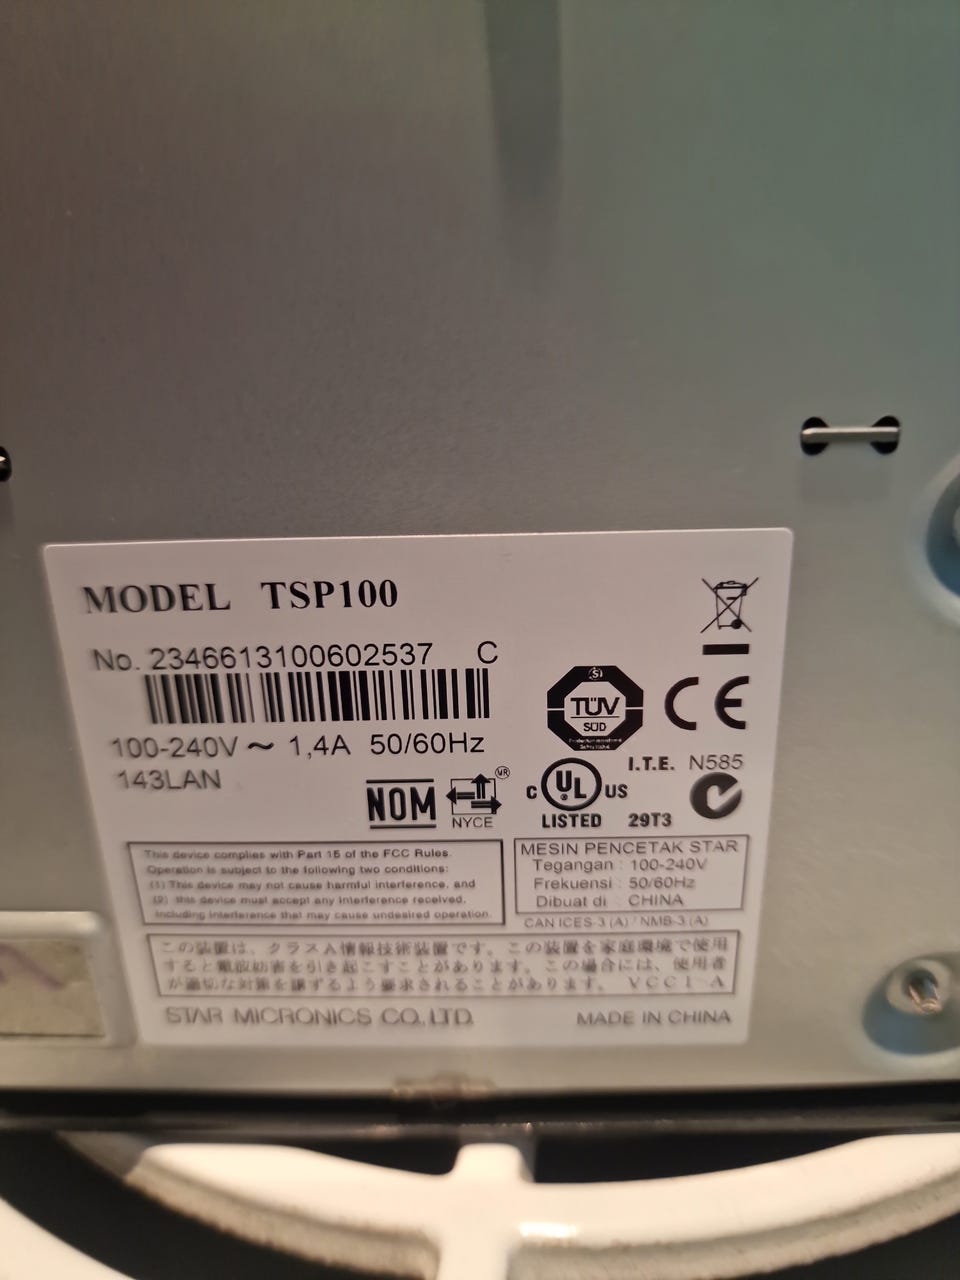 MODEL TSP100
No. 2346613100602537 C
100-240V ~ 1,4A 50/60Hz
143LAN
TÜV
SÜD
CE
I.T.E. N585
C UL US
LISTED 29T3
NOM
NYCE
MR
This device complies with Part 15 of the FCC Rules.
Operation is subject to the following two conditions:
(1) This device may not cause harmful interference, and
(2) this device must accept any interference received,
including interference that may cause undesired operation.
MESIN PENCETAK STAR
Tegangan : 100-240V
Frekuensi : 50/60Hz
Dibuat di : CHINA
CAN ICES-3 (A) / NMB-3 (A)
この装置は、クラスA情報技術装置です。この装置を家庭環境で使用
すると電波妨害を引き起こすことがあります。この場合には、使用者
が適切な対策を講ずるよう要求されることがあります。 VCCI-A
STAR MICRONICS CO., LTD.
MADE IN CHINA